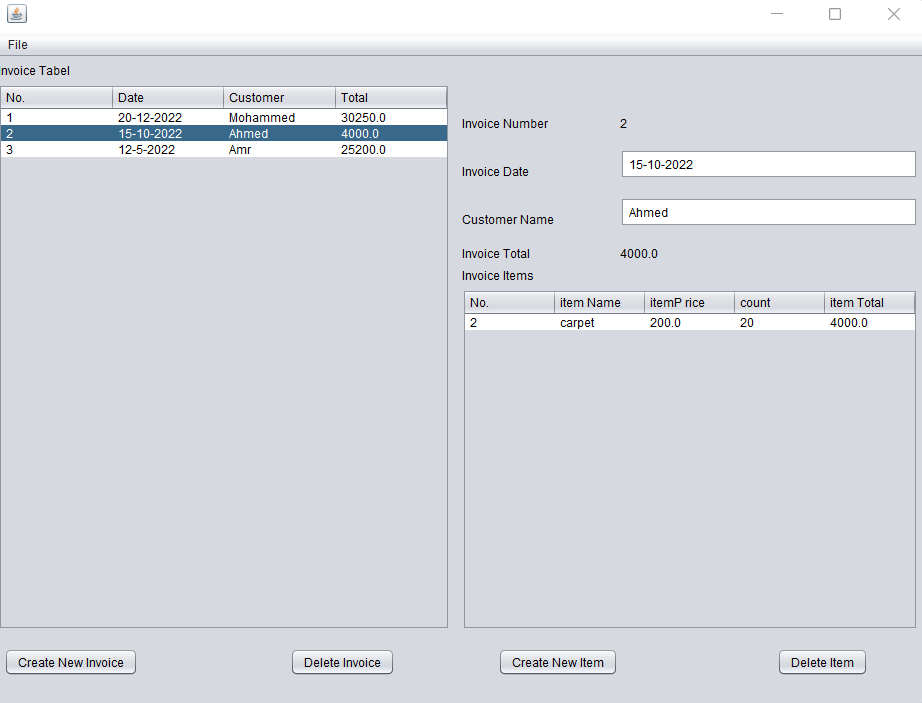 File
Invoice Tabel
No. Date Customer Total
1 20-12-2022 Mohammed 30250.0
2 15-10-2022 Ahmed 4000.0
3 12-5-2022 Amr 25200.0
Invoice Number 2
Invoice Date 15-10-2022
Customer Name Ahmed
Invoice Total 4000.0
Invoice Items
No. item Name itemP rice count item Total
2 carpet 200.0 20 4000.0
Create New Invoice Delete Invoice Create New Item Delete Item